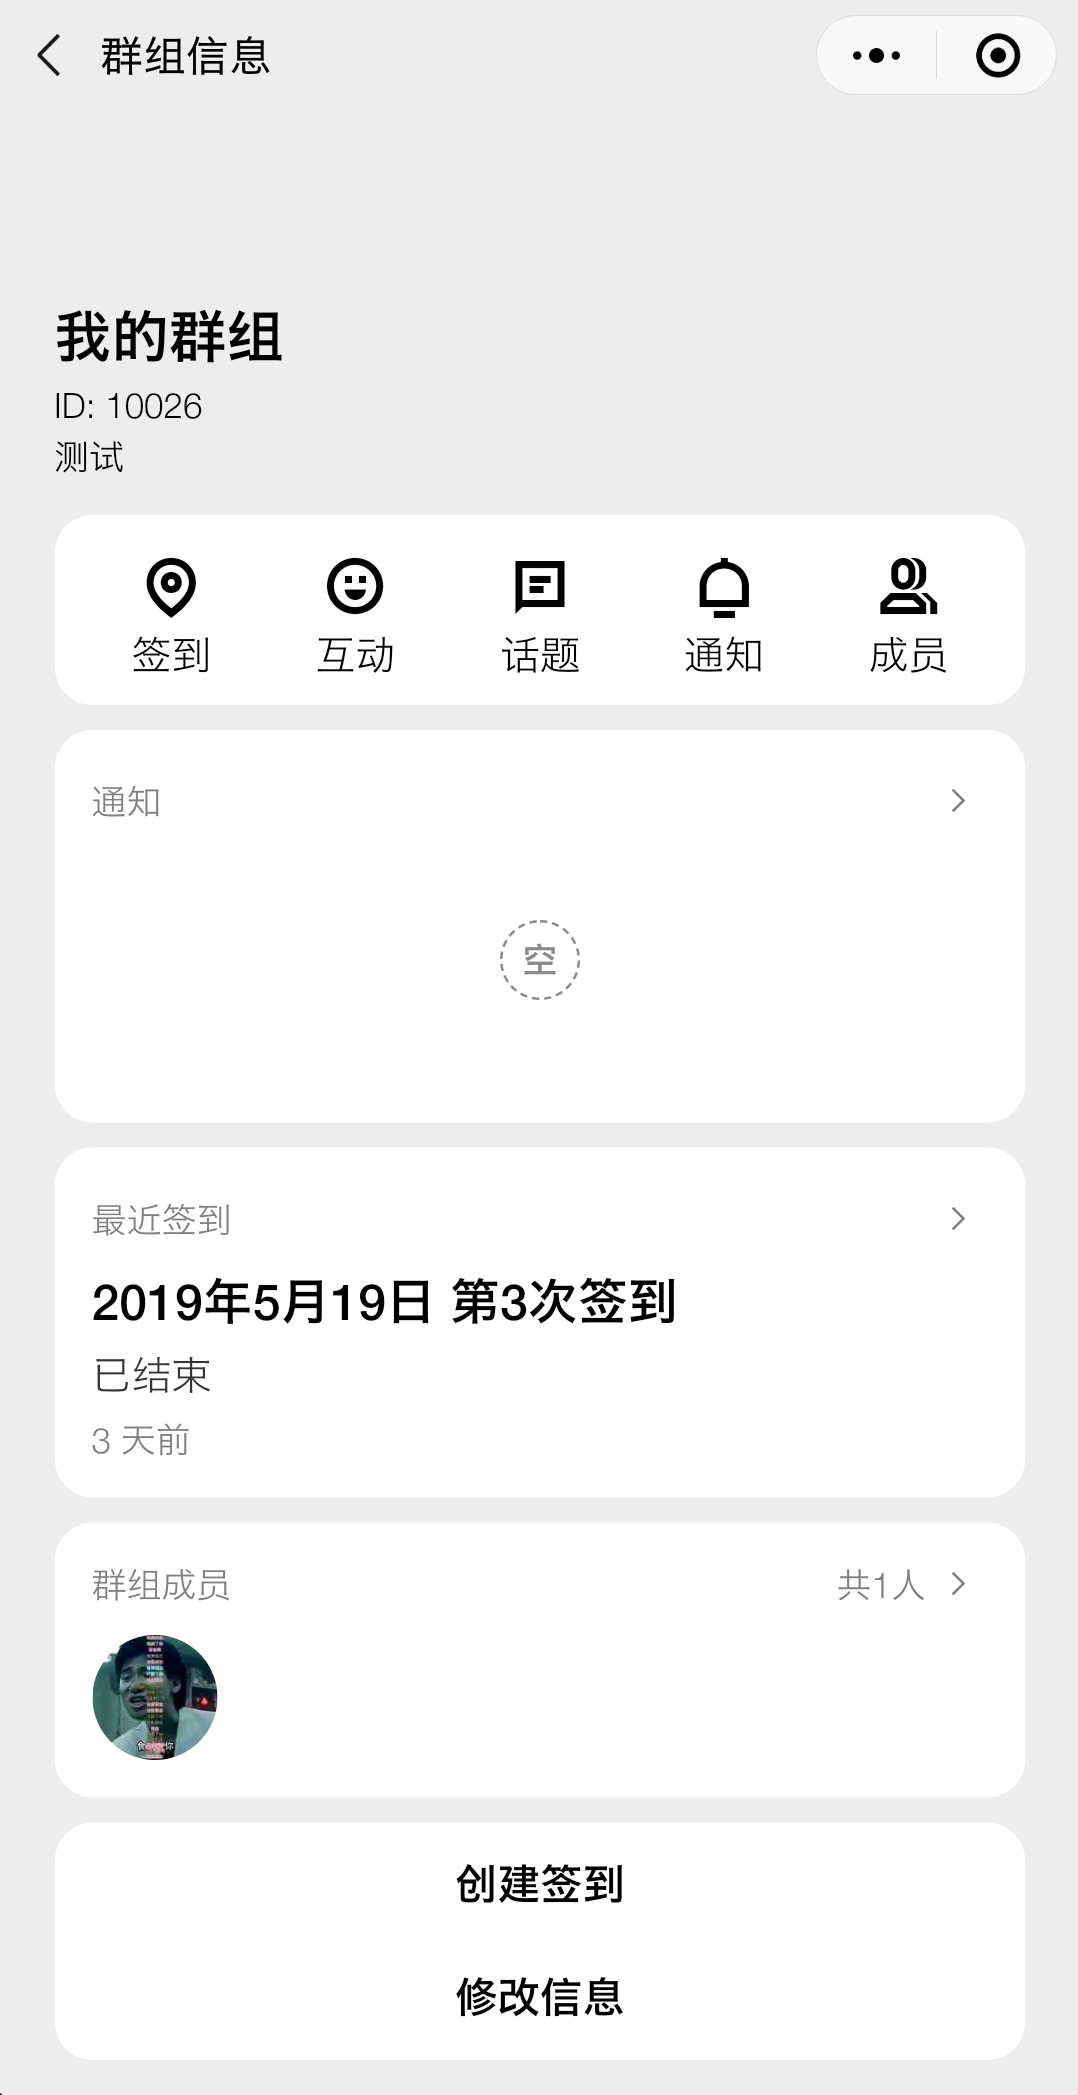 群组信息
我的群组
ID: 10026
测试
签到 互动 话题 通知 成员
通知
空
最近签到
2019年5月19日 第3次签到
已结束
3 天前
群组成员 共1人
创建签到
修改信息